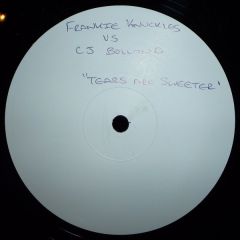 FRANKIE KNUCKLES
VS
CJ BOLLAND
"TEARS ARE SWEETER"